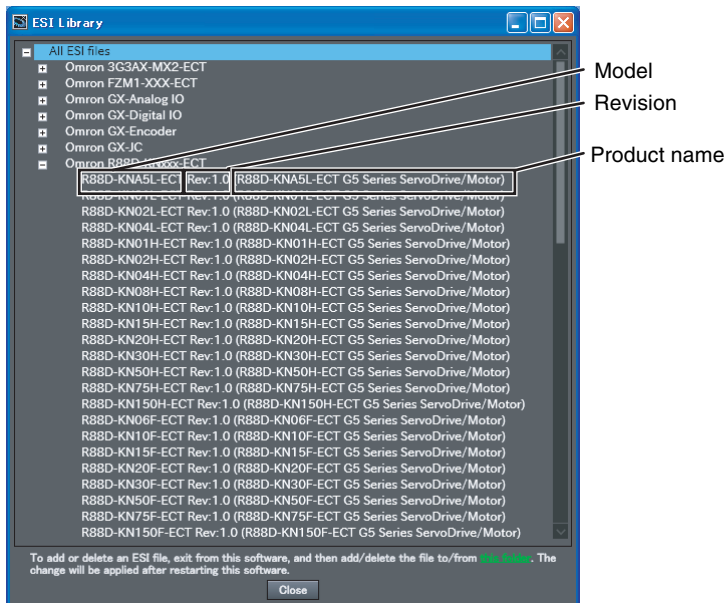 ESI Library
All ESI files
Omron 3G3AX-MX2-ECT
Omron FZM1-XXX-ECT
Omron GX-Analog IO
Omron GX-Digital IO
Omron GX-Encoder
Omron GX-JC
Omron R88D-KNxxx-ECT
R88D-KNA5L-ECT Rev:1.0 (R88D-KNA5L-ECT G5 Series ServoDrive/Motor)
R88D-KN01L-ECT Rev:1.0 (R88D-KN01L-ECT G5 Series ServoDrive/Motor)
R88D-KN02L-ECT Rev:1.0 (R88D-KN02L-ECT G5 Series ServoDrive/Motor)
R88D-KN04L-ECT Rev:1.0 (R88D-KN04L-ECT G5 Series ServoDrive/Motor)
R88D-KN01H-ECT Rev:1.0 (R88D-KN01H-ECT G5 Series ServoDrive/Motor)
R88D-KN02H-ECT Rev:1.0 (R88D-KN02H-ECT G5 Series ServoDrive/Motor)
R88D-KN04H-ECT Rev:1.0 (R88D-KN04H-ECT G5 Series ServoDrive/Motor)
R88D-KN08H-ECT Rev:1.0 (R88D-KN08H-ECT G5 Series ServoDrive/Motor)
R88D-KN10H-ECT Rev:1.0 (R88D-KN10H-ECT G5 Series ServoDrive/Motor)
R88D-KN15H-ECT Rev:1.0 (R88D-KN15H-ECT G5 Series ServoDrive/Motor)
R88D-KN20H-ECT Rev:1.0 (R88D-KN20H-ECT G5 Series ServoDrive/Motor)
R88D-KN30H-ECT Rev:1.0 (R88D-KN30H-ECT G5 Series ServoDrive/Motor)
R88D-KN50H-ECT Rev:1.0 (R88D-KN50H-ECT G5 Series ServoDrive/Motor)
R88D-KN75H-ECT Rev:1.0 (R88D-KN75H-ECT G5 Series ServoDrive/Motor)
R88D-KN150H-ECT Rev:1.0 (R88D-KN150H-ECT G5 Series ServoDrive/Motor)
R88D-KN06F-ECT Rev:1.0 (R88D-KN06F-ECT G5 Series ServoDrive/Motor)
R88D-KN10F-ECT Rev:1.0 (R88D-KN10F-ECT G5 Series ServoDrive/Motor)
R88D-KN15F-ECT Rev:1.0 (R88D-KN15F-ECT G5 Series ServoDrive/Motor)
R88D-KN20F-ECT Rev:1.0 (R88D-KN20F-ECT G5 Series ServoDrive/Motor)
R88D-KN30F-ECT Rev:1.0 (R88D-KN30F-ECT G5 Series ServoDrive/Motor)
R88D-KN50F-ECT Rev:1.0 (R88D-KN50F-ECT G5 Series ServoDrive/Motor)
R88D-KN75F-ECT Rev:1.0 (R88D-KN75F-ECT G5 Series ServoDrive/Motor)
R88D-KN150F-ECT Rev:1.0 (R88D-KN150F-ECT G5 Series ServoDrive/Motor)
To add or delete an ESI file, exit from this software, and then add/delete the file to/from this folder. The
change will be applied after restarting this software.
Close
Model
Revision
Product name